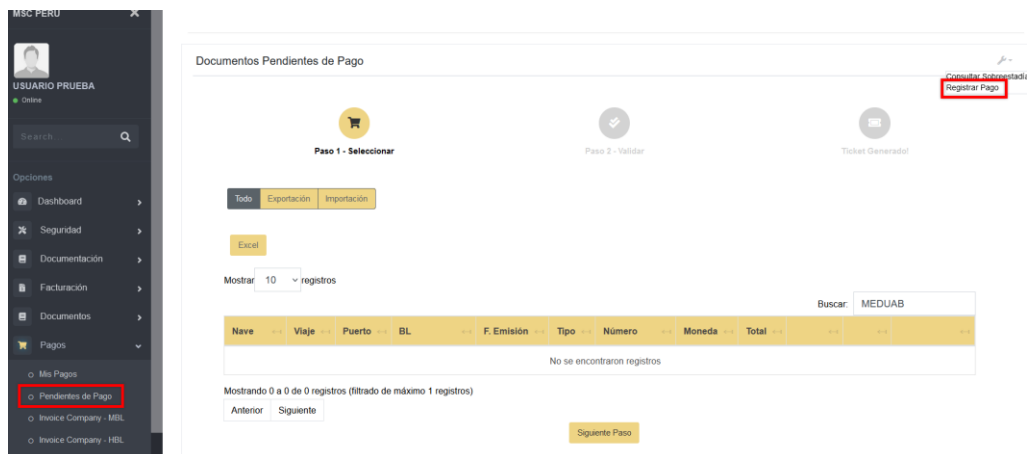 MSC PERU
USUARIO PRUEBA
Online
Search...
Opciones
Dashboard
Seguridad
Documentación
Facturación
Documentos
Pagos
Mis Pagos
Pendientes de Pago
Invoice Company - MBL
Invoice Company - HBL
Documentos Pendientes de Pago
Consultar Sobreestadía
Registrar Pago
Paso 1 - Seleccionar
Paso 2 - Validar
Ticket Generado!
Todo Exportación Importación
Excel
Mostrar 10 registros
Buscar: MEDUAB
Nave Viaje Puerto BL F. Emisión Tipo Número Moneda Total
No se encontraron registros
Mostrando 0 a 0 de 0 registros (filtrado de máximo 1 registros)
Anterior Siguiente
Siguiente Paso